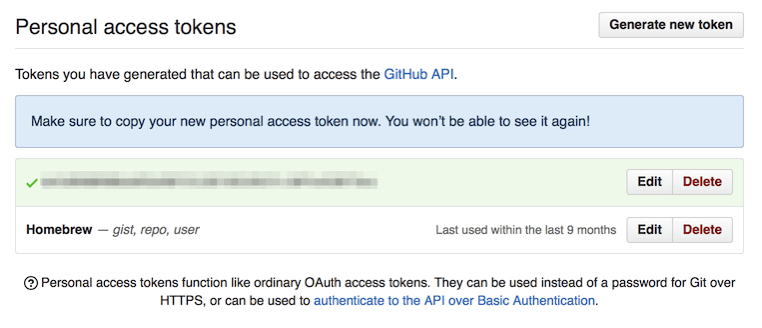 Personal access tokens
Generate new token
Tokens you have generated that can be used to access the GitHub API.
Make sure to copy your new personal access token now. You won't be able to see it again!
Edit Delete
Homebrew — gist, repo, user Last used within the last 9 months Edit Delete
Personal access tokens function like ordinary OAuth access tokens. They can be used instead of a password for Git over
HTTPS, or can be used to authenticate to the API over Basic Authentication.